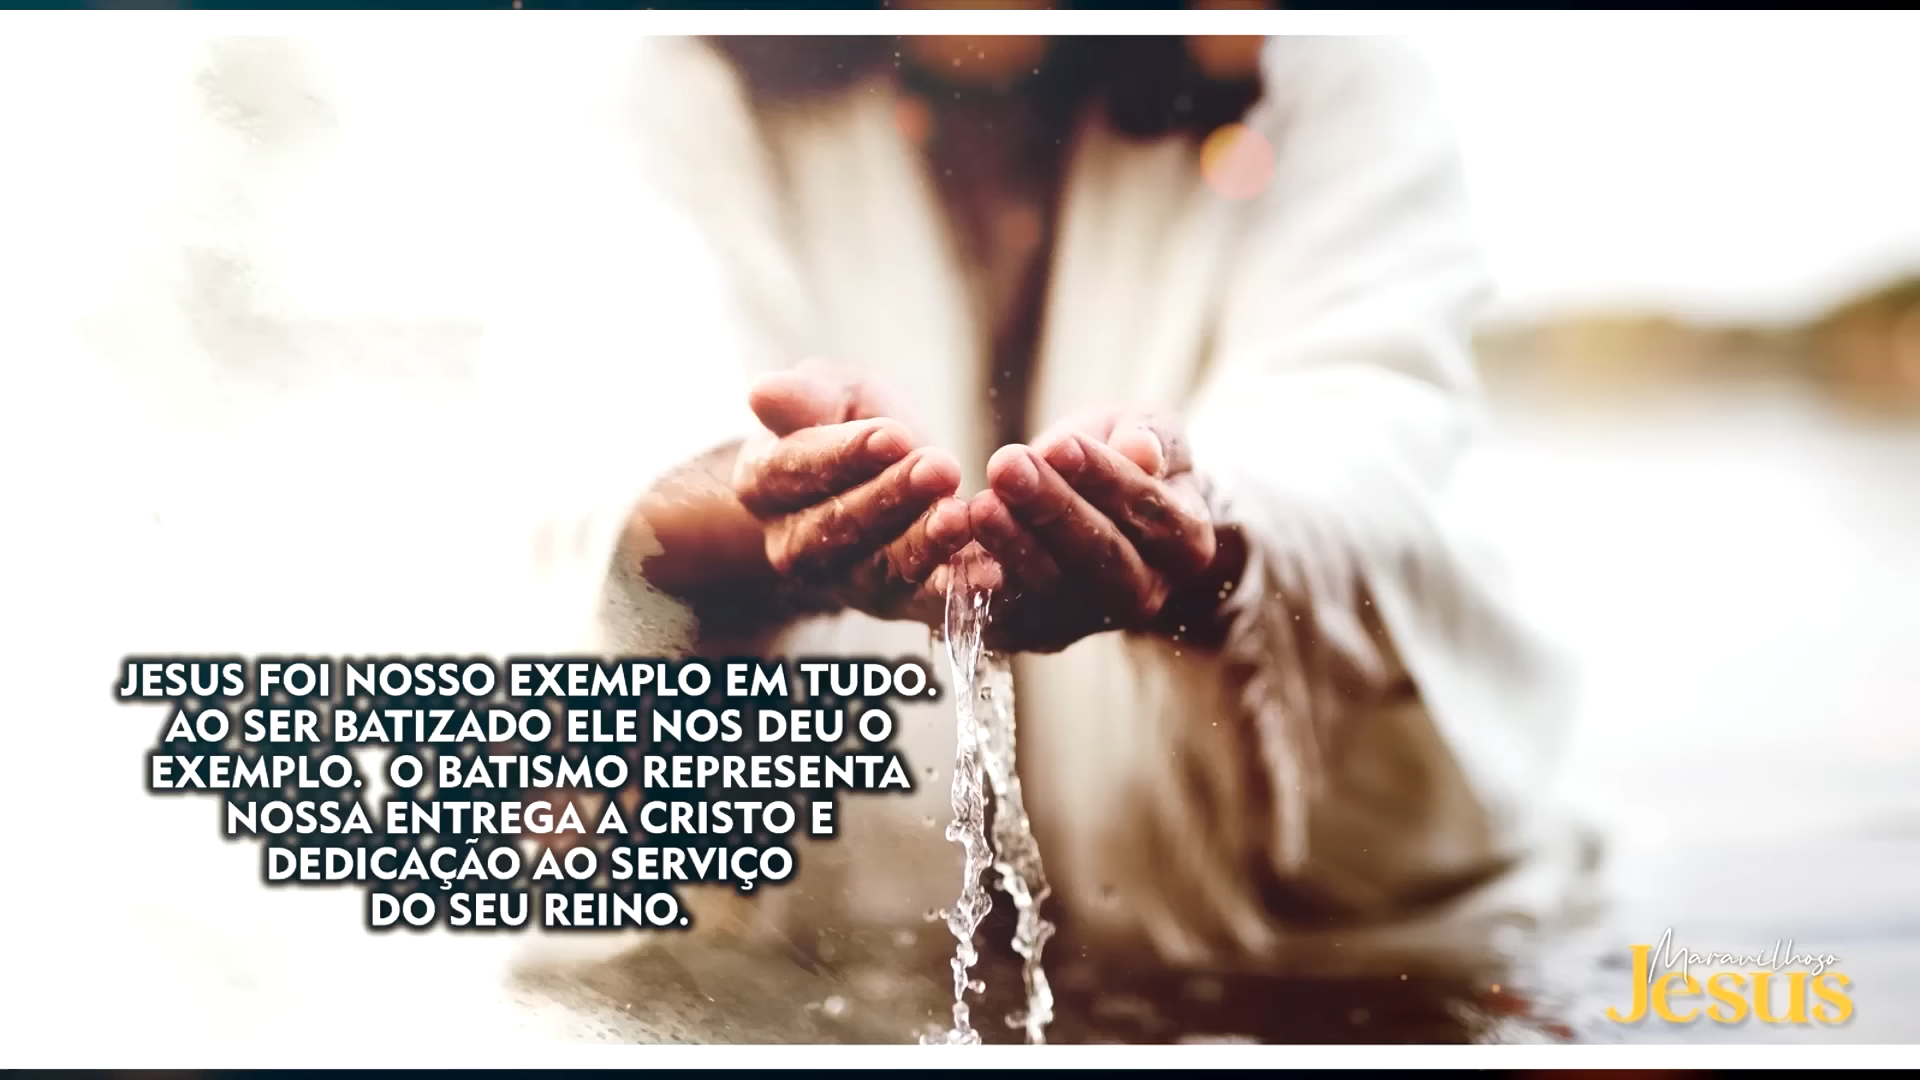 JESUS FOI NOSSO EXEMPLO EM TUDO.
AO SER BATIZADO ELE NOS DEU O
EXEMPLO.  O BATISMO REPRESENTA
NOSSA ENTREGA A CRISTO E
DEDICAÇÃO AO SERVIÇO
DO SEU REINO.
Maravilhoso
Jesus